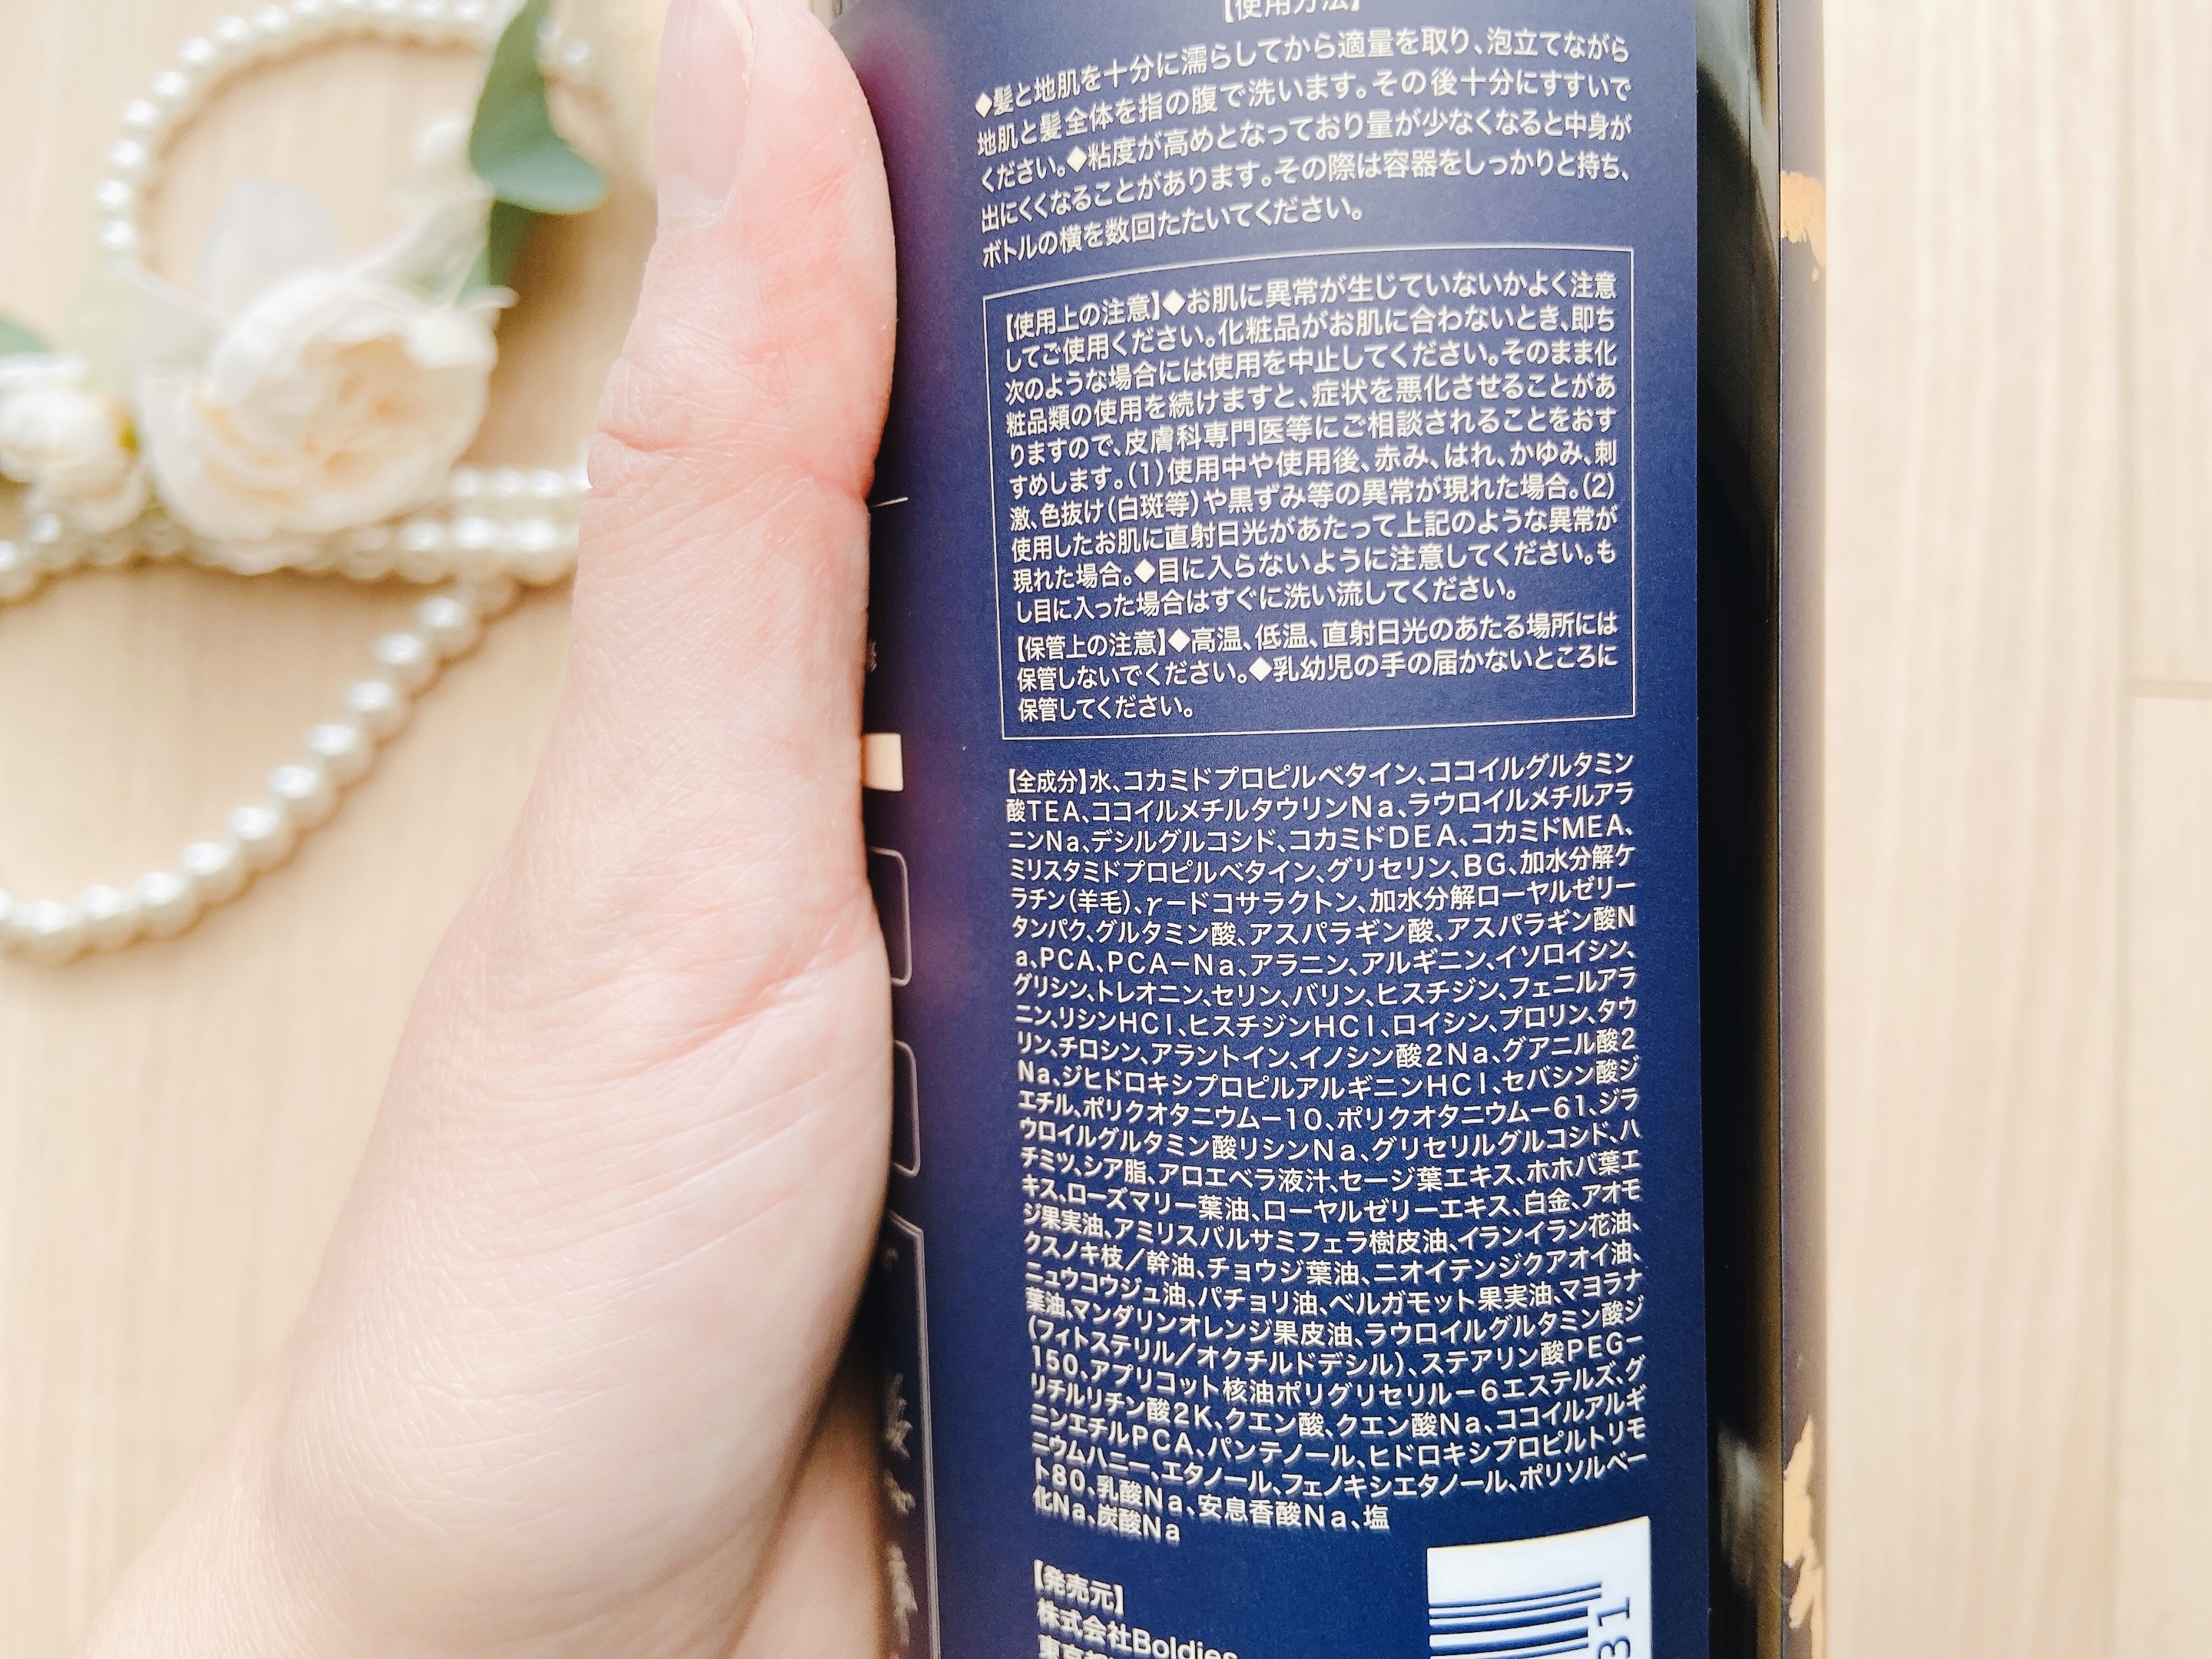 【使用方法】
◆髪と地肌を十分に濡らしてから適量を取り、泡立てながら
地肌と髪全体を指の腹で洗います。その後十分にすすいで
ください。◆粘度が高めとなっており量が少なくなると中身が
出にくくなることがあります。その際は容器をしっかりと持ち、
ボトルの横を数回たたいてください。
【使用上の注意】◆お肌に異常が生じていないかよく注意
してご使用ください。化粧品がお肌に合わないとき、即ち
次のような場合には使用を中止してください。そのまま化
粧品類の使用を続けますと、症状を悪化させることがあ
りますので、皮膚科専門医等にご相談されることをおす
すめします。(1)使用中や使用後、赤み、はれ、かゆみ、刺
激、色抜け(白斑等)や黒ずみ等の異常が現れた場合。(2)
使用したお肌に直射日光があたって上記のような異常が
現れた場合。◆目に入らないように注意してください。も
し目に入った場合はすぐに洗い流してください。
【保管上の注意】◆高温、低温、直射日光のあたる場所には
保管しないでください。◆乳幼児の手の届かないところに
保管してください。
【全成分】水、コカミドプロピルベタイン、ココイルグルタミン
酸TEA、ココイルメチルタウリンNa、ラウロイルメチルアラ
ニンNa、デシルグルコシド、コカミドDEA、コカミドMEA、
ミリスタミドプロピルベタイン、グリセリン、BG、加水分解ケ
ラチン(羊毛)、γードコサラクトン、加水分解ローヤルゼリー
タンパク、グルタミン酸、アスパラギン酸、アスパラギン酸N
a、PCA、PCA－Na、アラニン、アルギニン、イソロイシン、
グリシン、トレオニン、セリン、バリン、ヒスチジン、フェニルアラ
ニン、リシンHCl、ヒスチジンHCl、ロイシン、プロリン、タウ
リン、チロシン、アラントイン、イノシン酸2Na、グアニル酸2
Na、ジヒドロキシプロピルアルギニンHCl、セバシン酸ジ
エチル、ポリクオタニウムー10、ポリクオタニウムー61、ジラ
ウロイルグルタミン酸リシンNa、グリセリルグルコシド、ハ
チミツ、シア脂、アロエベラ液汁、セージ葉エキス、ホホバ葉エ
キス、ローズマリー葉油、ローヤルゼリーエキス、白金、アオモ
ジ果実油、アミリスバルサミフェラ樹皮油、イランイラン花油、
クスノキ枝／幹油、チョウジ葉油、ニオイテンジクアオイ油、
ニュウコウジュ油、パチョリ油、ベルガモット果実油、マヨラナ
葉油、マンダリンオレンジ果皮油、ラウロイルグルタミン酸ジ
(フィトステリル／オクチルドデシル)、ステアリン酸PEG－
150、アプリコット核油ポリグリセリルー6エステルズ、グ
リチルリチン酸2K、クエン酸、クエン酸Na、ココイルアルギ
ニンエチルPCA、パンテノール、ヒドロキシプロピルトリモ
ニウムハニー、エタノール、フェノキシエタノール、ポリソルベー
ト80、乳酸Na、安息香酸Na、塩
化Na、炭酸Na
【発売元】
株式会社Boldies
東京都
31